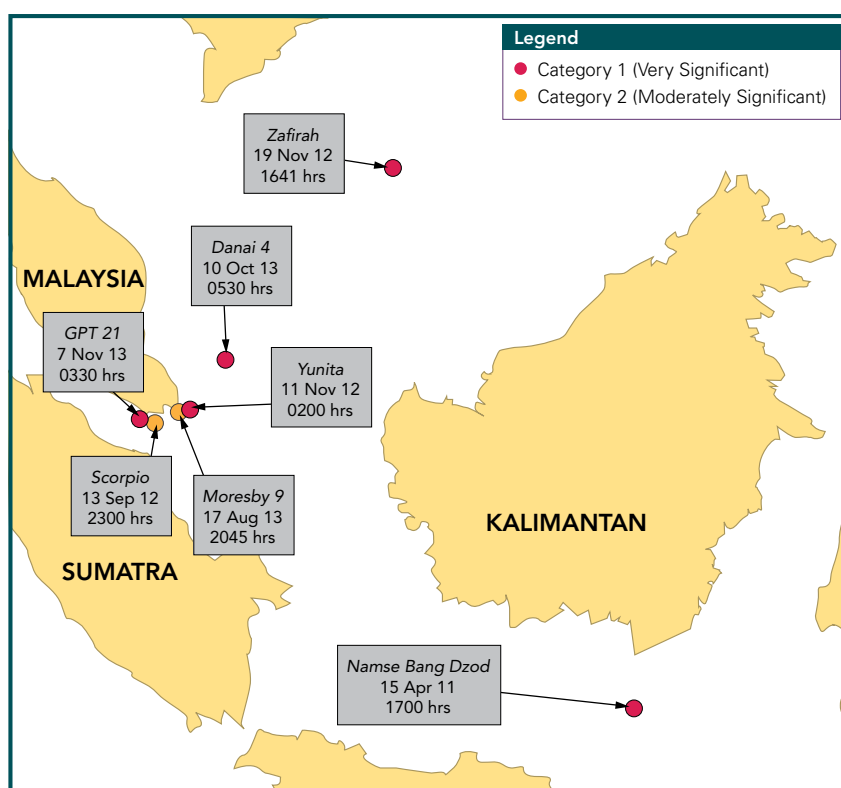 Legend
Category 1 (Very Significant)
Category 2 (Moderately Significant)
Zafirah
19 Nov 12
1641 hrs
Danai 4
10 Oct 13
0530 hrs
MALAYSIA
GPT 21
7 Nov 13
0330 hrs
Yunita
11 Nov 12
0200 hrs
Scorpio
13 Sep 12
2300 hrs
Moresby 9
17 Aug 13
2045 hrs
KALIMANTAN
SUMATRA
Namse Bang Dzod
15 Apr 11
1700 hrs